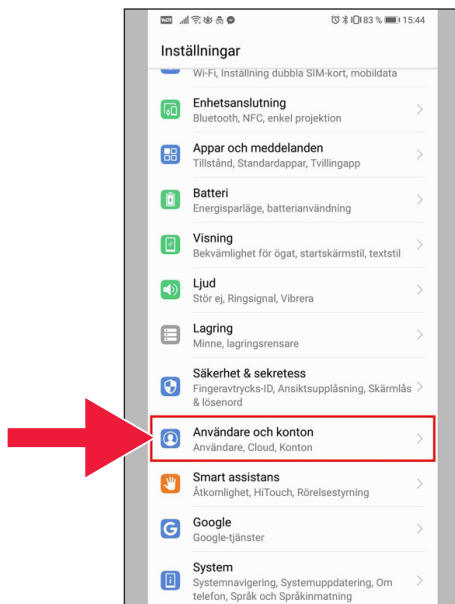 83 % 15:44
Inställningar
Wi-Fi, Inställning dubbla SIM-kort, mobildata
Enhetsanslutning
Bluetooth, NFC, enkel projektion
Appar och meddelanden
Tillstånd, Standardappar, Tvillingapp
Batteri
Energisparläge, batterianvändning
Visning
Bekvämlighet för ögat, startskärmstil, textstil
Ljud
Stör ej, Ringsignal, Vibrera
Lagring
Minne, lagringsrensare
Säkerhet & sekretess
Fingeravtrycks-ID, Ansiktsupplåsning, Skärmlås
& lösenord
Användare och konton
Användare, Cloud, Konton
Smart assistans
Åtkomlighet, HiTouch, Rörelsestyrning
Google
Google-tjänster
System
Systemnavigering, Systemuppdatering, Om
telefon, Språk och Språkinmatning